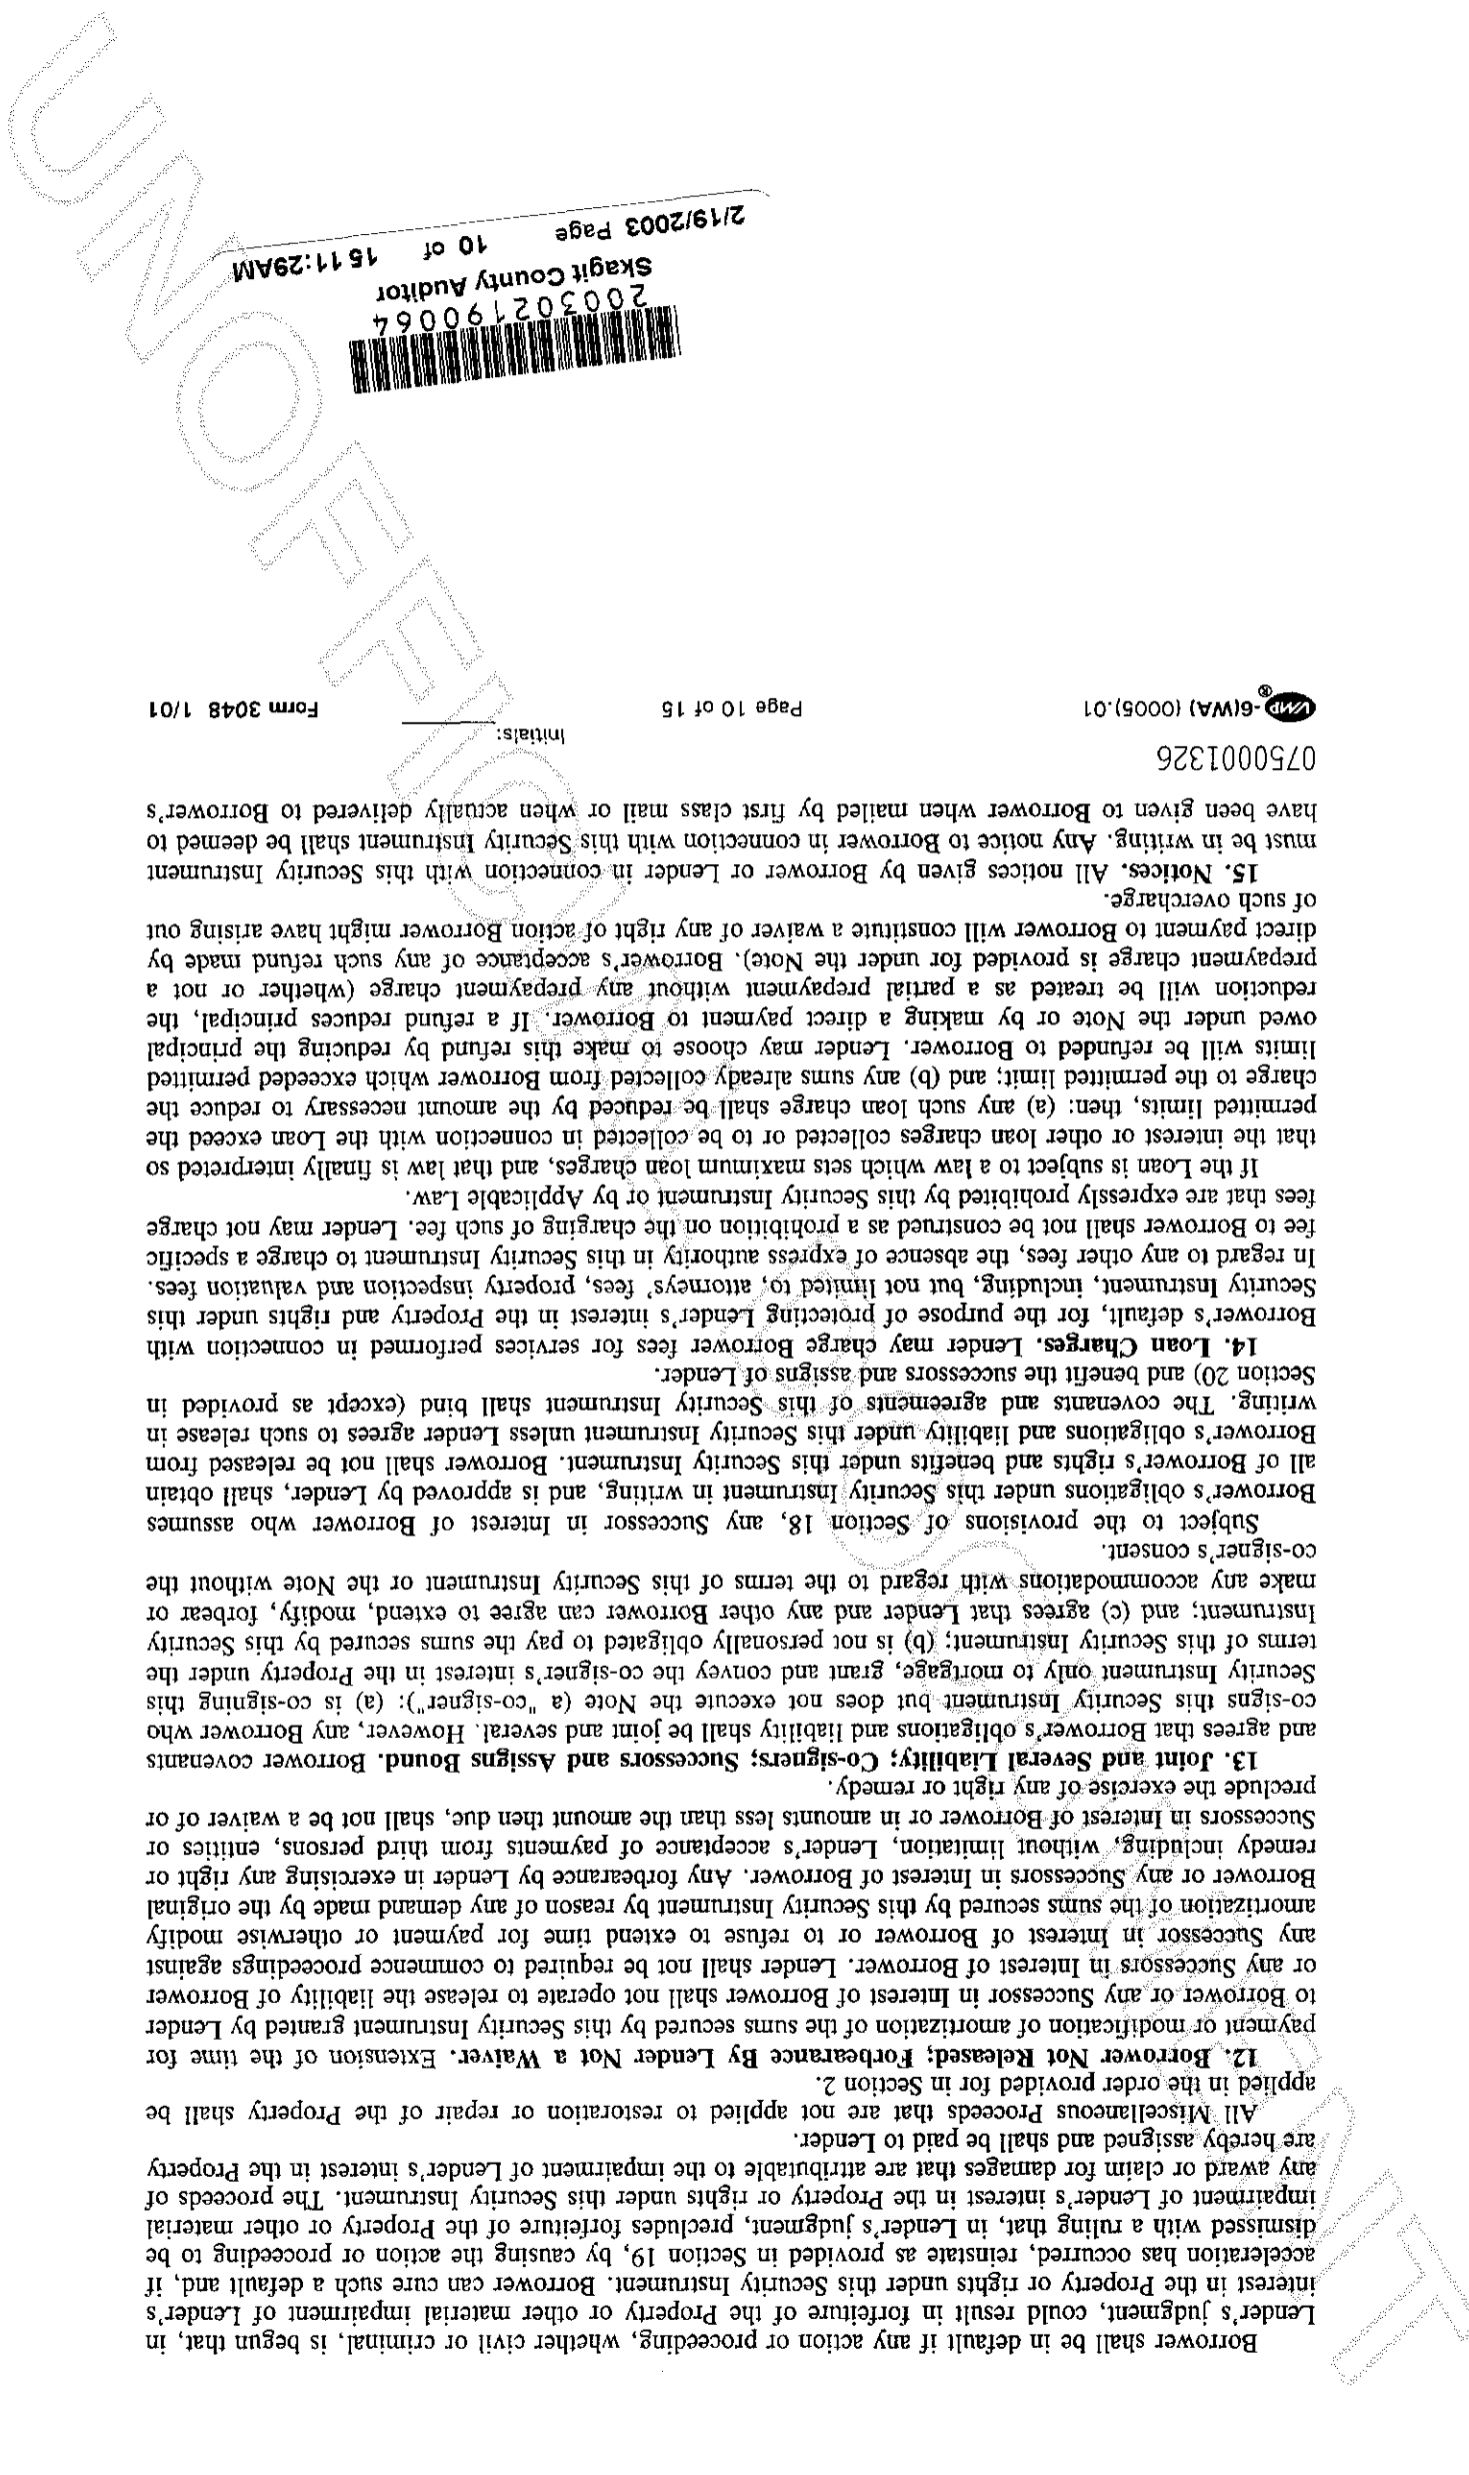 Borrower shall be in default if any action or proceeding, whether civil or criminal, is begun that, in
Lender's judgment, could result in forfeiture of the Property or other material impairment of Lender's
interest in the Property or rights under this Security Instrument. Borrower can cure such a default and, if
acceleration has occurred, reinstate as provided in Section 19, by causing the action or proceeding to be
dismissed with a ruling that, in Lender's judgment, precludes forfeiture of the Property or other material
impairment of Lender's interest in the Property or rights under this Security Instrument. The proceeds of
any award or claim for damages that are attributable to the impairment of Lender's interest in the Property
are hereby assigned and shall be paid to Lender.
All Miscellaneous Proceeds that are not applied to restoration or repair of the Property shall be
applied in the order provided for in Section 2.
12. Borrower Not Released; Forbearance By Lender Not a Waiver. Extension of the time for
payment or modification of amortization of the sums secured by this Security Instrument granted by Lender
to Borrower or any Successor in Interest of Borrower shall not operate to release the liability of Borrower
or any Successors in Interest of Borrower. Lender shall not be required to commence proceedings against
any Successor in Interest of Borrower or to refuse to extend time for payment or otherwise modify
amortization of the sums secured by this Security Instrument by reason of any demand made by the original
Borrower or any Successors in Interest of Borrower. Any forbearance by Lender in exercising any right or
remedy including, without limitation, Lender's acceptance of payments from third persons, entities or
Successors in Interest of Borrower or in amounts less than the amount then due, shall not be a waiver of or
preclude the exercise of any right or remedy.
13. Joint and Several Liability; Co-signers; Successors and Assigns Bound. Borrower covenants
and agrees that Borrower's obligations and liability shall be joint and several. However, any Borrower who
co-signs this Security Instrument but does not execute the Note (a "co-signer"): (a) is co-signing this
Security Instrument only to mortgage, grant and convey the co-signer's interest in the Property under the
terms of this Security Instrument; (b) is not personally obligated to pay the sums secured by this Security
Instrument; and (c) agrees that Lender and any other Borrower can agree to extend, modify, forbear or
make any accommodations with regard to the terms of this Security Instrument or the Note without the
co-signer's consent.
Subject to the provisions of Section 18, any Successor in Interest of Borrower who assumes
Borrower's obligations under this Security Instrument in writing, and is approved by Lender, shall obtain
all of Borrower's rights and benefits under this Security Instrument. Borrower shall not be released from
Borrower's obligations and liability under this Security Instrument unless Lender agrees to such release in
writing. The covenants and agreements of this Security Instrument shall bind (except as provided in
Section 20) and benefit the successors and assigns of Lender.
14. Loan Charges. Lender may charge Borrower fees for services performed in connection with
Borrower's default, for the purpose of protecting Lender's interest in the Property and rights under this
Security Instrument, including, but not limited to, attorneys' fees, property inspection and valuation fees.
In regard to any other fees, the absence of express authority in this Security Instrument to charge a specific
fee to Borrower shall not be construed as a prohibition on the charging of such fee. Lender may not charge
fees that are expressly prohibited by this Security Instrument or by Applicable Law.
If the Loan is subject to a law which sets maximum loan charges, and that law is finally interpreted so
that the interest or other loan charges collected or to be collected in connection with the Loan exceed the
permitted limits, then: (a) any such loan charge shall be reduced by the amount necessary to reduce the
charge to the permitted limit; and (b) any sums already collected from Borrower which exceeded permitted
limits will be refunded to Borrower. Lender may choose to make this refund by reducing the principal
owed under the Note or by making a direct payment to Borrower. If a refund reduces principal, the
reduction will be treated as a partial prepayment without any prepayment charge (whether or not a
prepayment charge is provided for under the Note). Borrower's acceptance of any such refund made by
direct payment to Borrower will constitute a waiver of any right of action Borrower might have arising out
of such overcharge.
15. Notices. All notices given by Borrower or Lender in connection with this Security Instrument
must be in writing. Any notice to Borrower in connection with this Security Instrument shall be deemed to
have been given to Borrower when mailed by first class mail or when actually delivered to Borrower's
0750001326
Initials:
VMP®-6(WA) (0005).01 Page 10 of 15 Form 3048 1/01
200302190064
Skagit County Auditor
2/19/2003 Page 10 of 15 11:29AM
UNOFFICIAL DOCUMENT